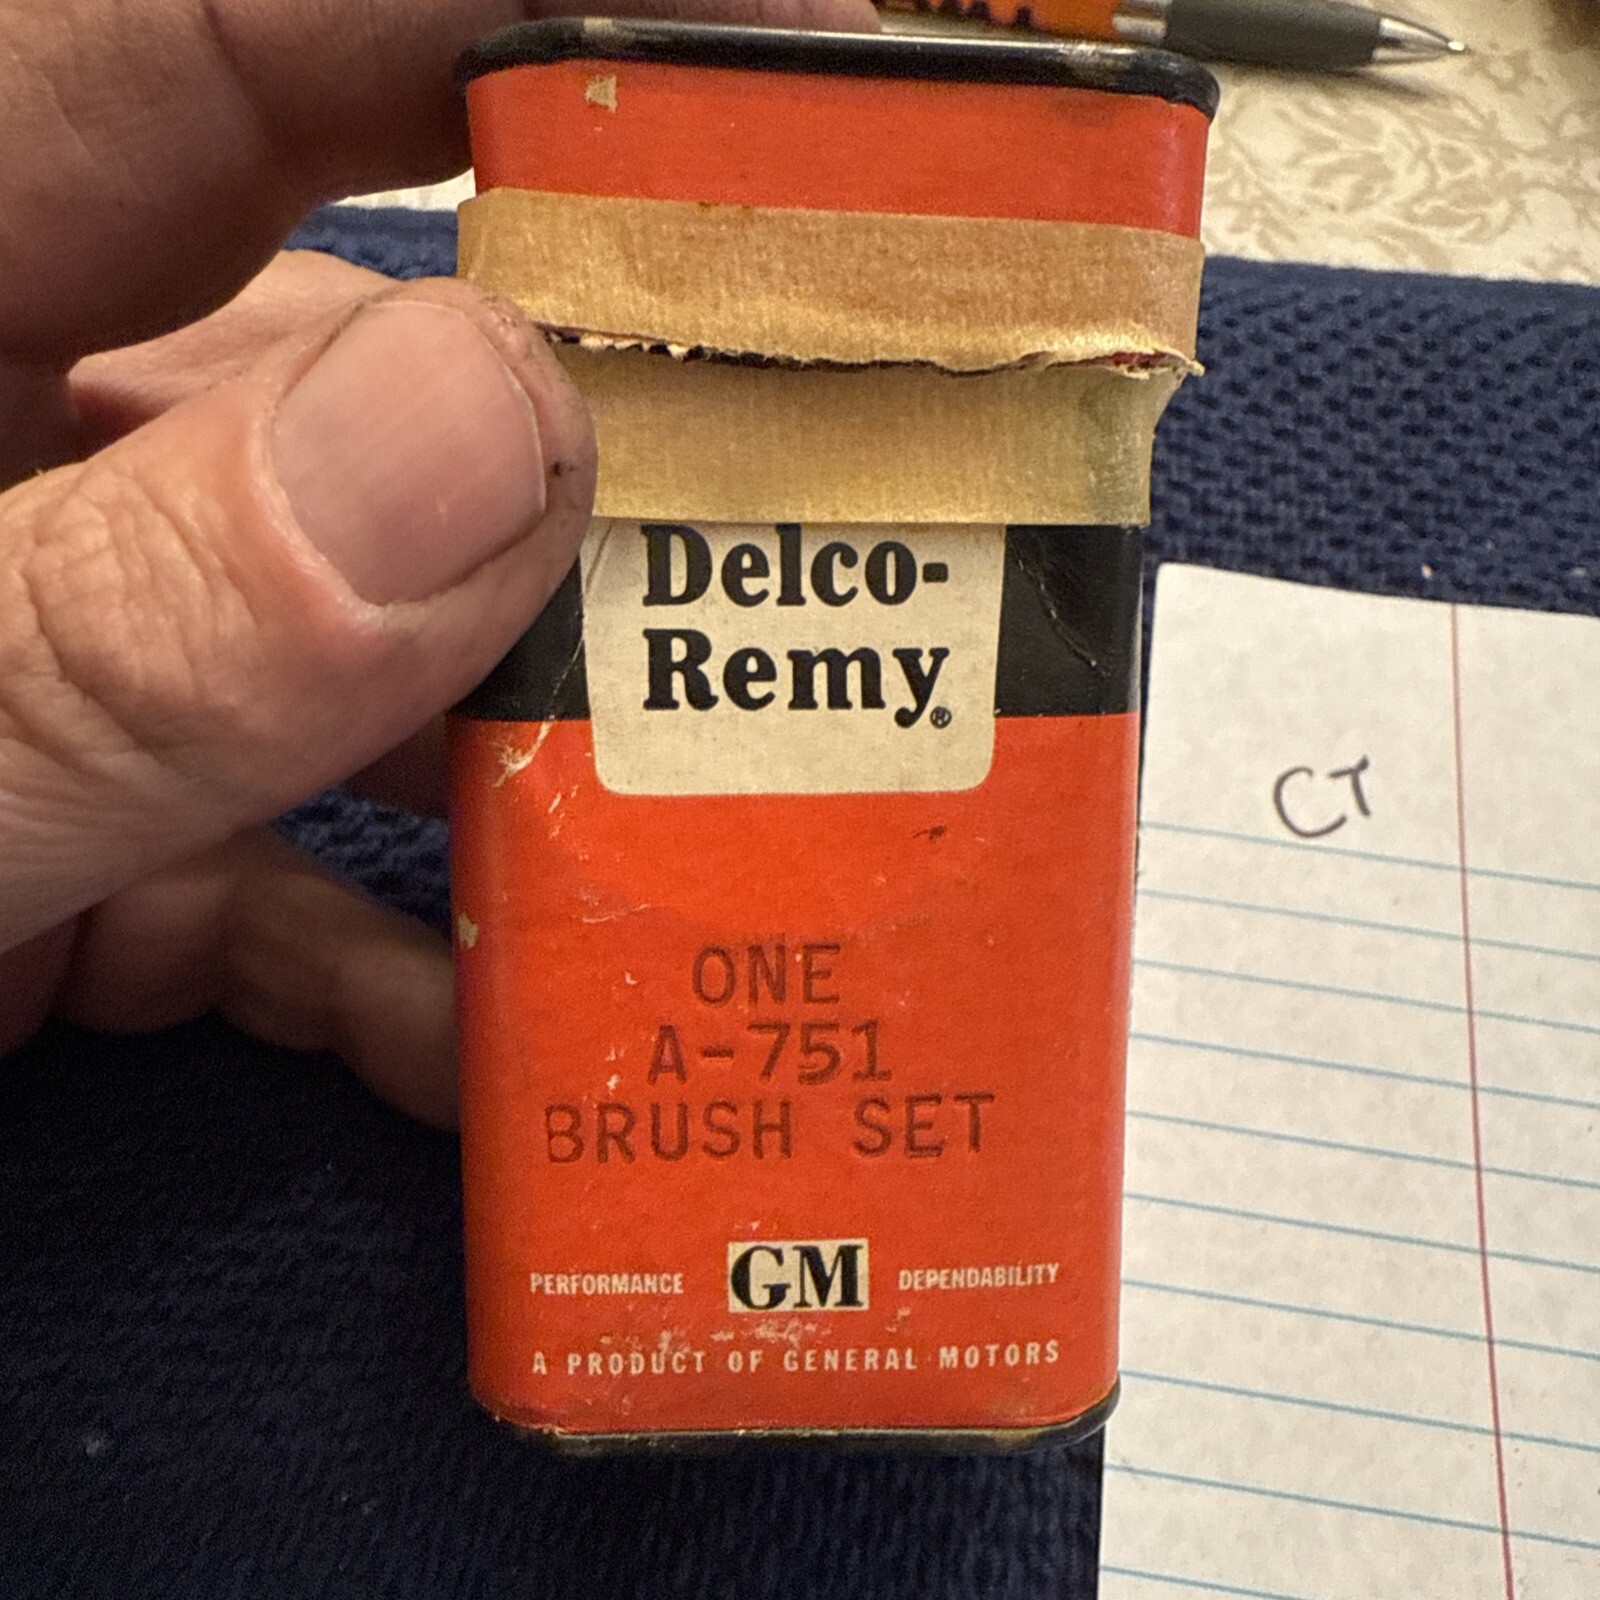 Delco-
Remy®
ONE
A-751
BRUSH SET
PERFORMANCE GM DEPENDABILITY
A PRODUCT OF GENERAL MOTORS
CT